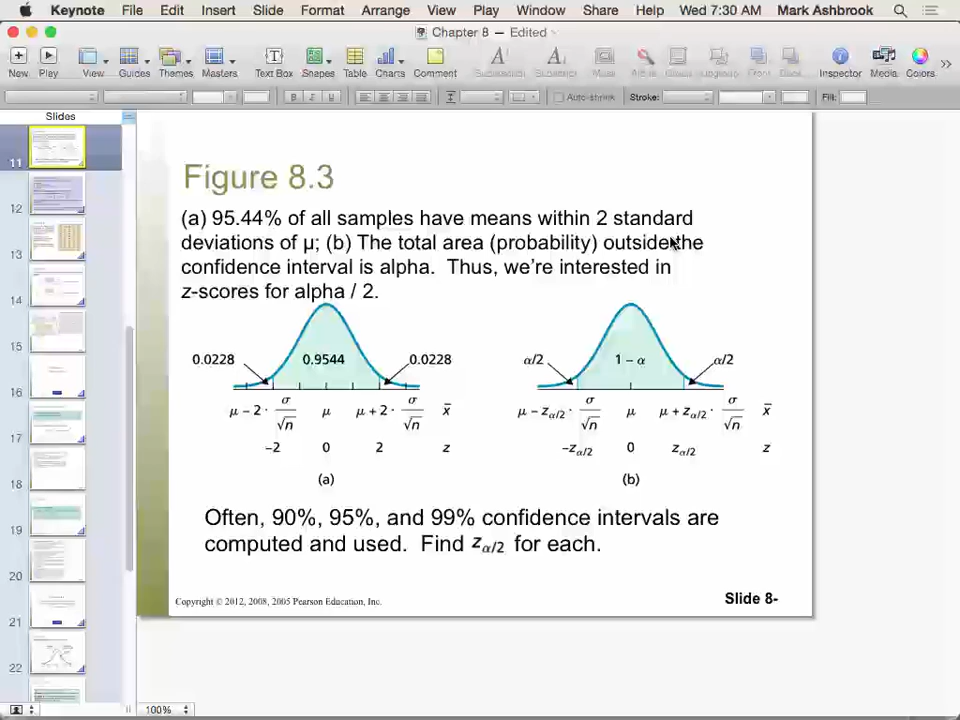 Keynote File Edit Insert Slide Format Arrange View Play Window Share Help Wed 7:30 AM Mark Ashbrook
Chapter 8 — Edited
New Play View Guides Themes Masters Text Box Shapes Table Charts Comment Mask Front Inspector Media Colors
B I U Auto-shrink Stroke: Fill:
Slides
11
12
13
14
15
16
17
18
19
20
21
22
Figure 8.3
(a) 95.44% of all samples have means within 2 standard
deviations of μ; (b) The total area (probability) outside the
confidence interval is alpha. Thus, we're interested in
z-scores for alpha / 2.
0.0228 0.9544 0.0228
μ − 2 · σ/√n μ μ + 2 · σ/√n x̄
−2 0 2 z
(a)
α/2 1 − α α/2
μ − zα/2 · σ/√n μ μ + zα/2 · σ/√n x̄
−zα/2 0 zα/2 z
(b)
Often, 90%, 95%, and 99% confidence intervals are
computed and used. Find zα/2 for each.
Copyright © 2012, 2008, 2005 Pearson Education, Inc.
Slide 8-
100%